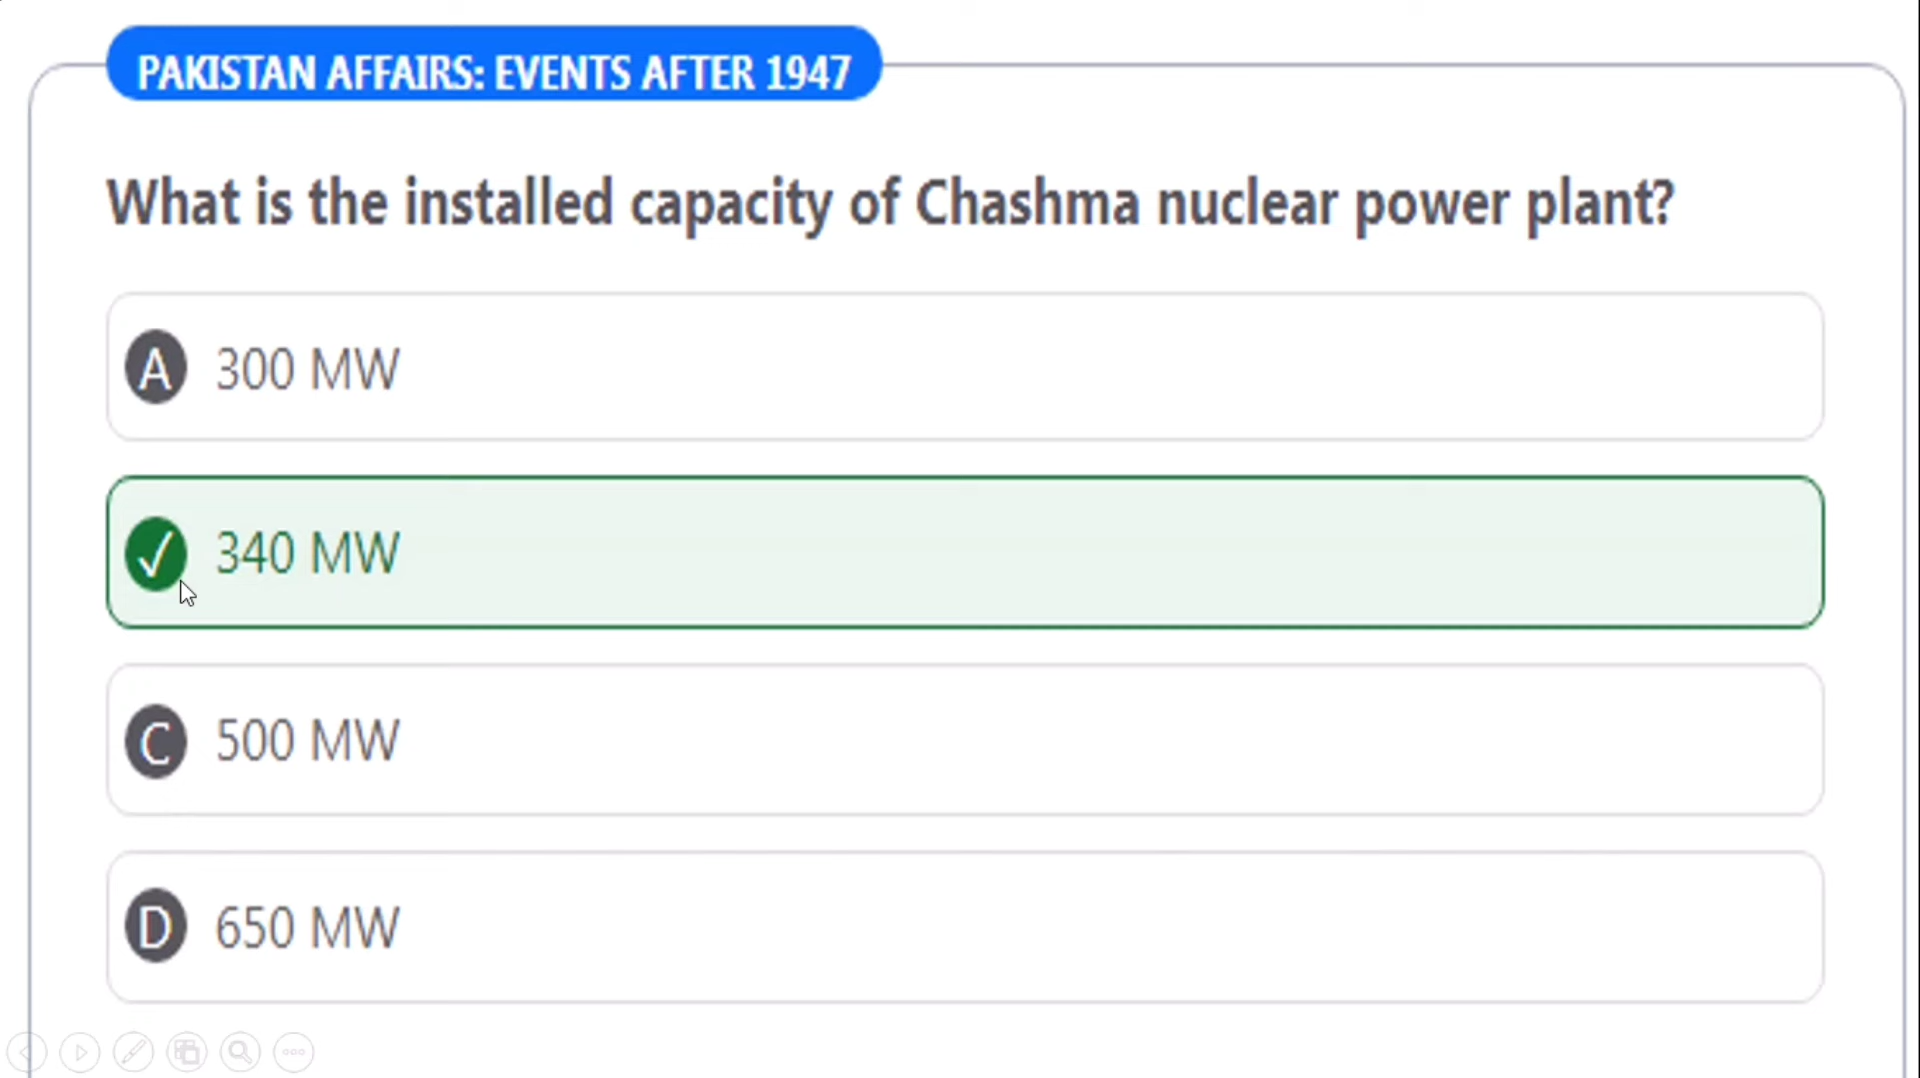 PAKISTAN AFFAIRS: EVENTS AFTER 1947
What is the installed capacity of Chashma nuclear power plant?
A 300 MW
✓ 340 MW
C 500 MW
D 650 MW